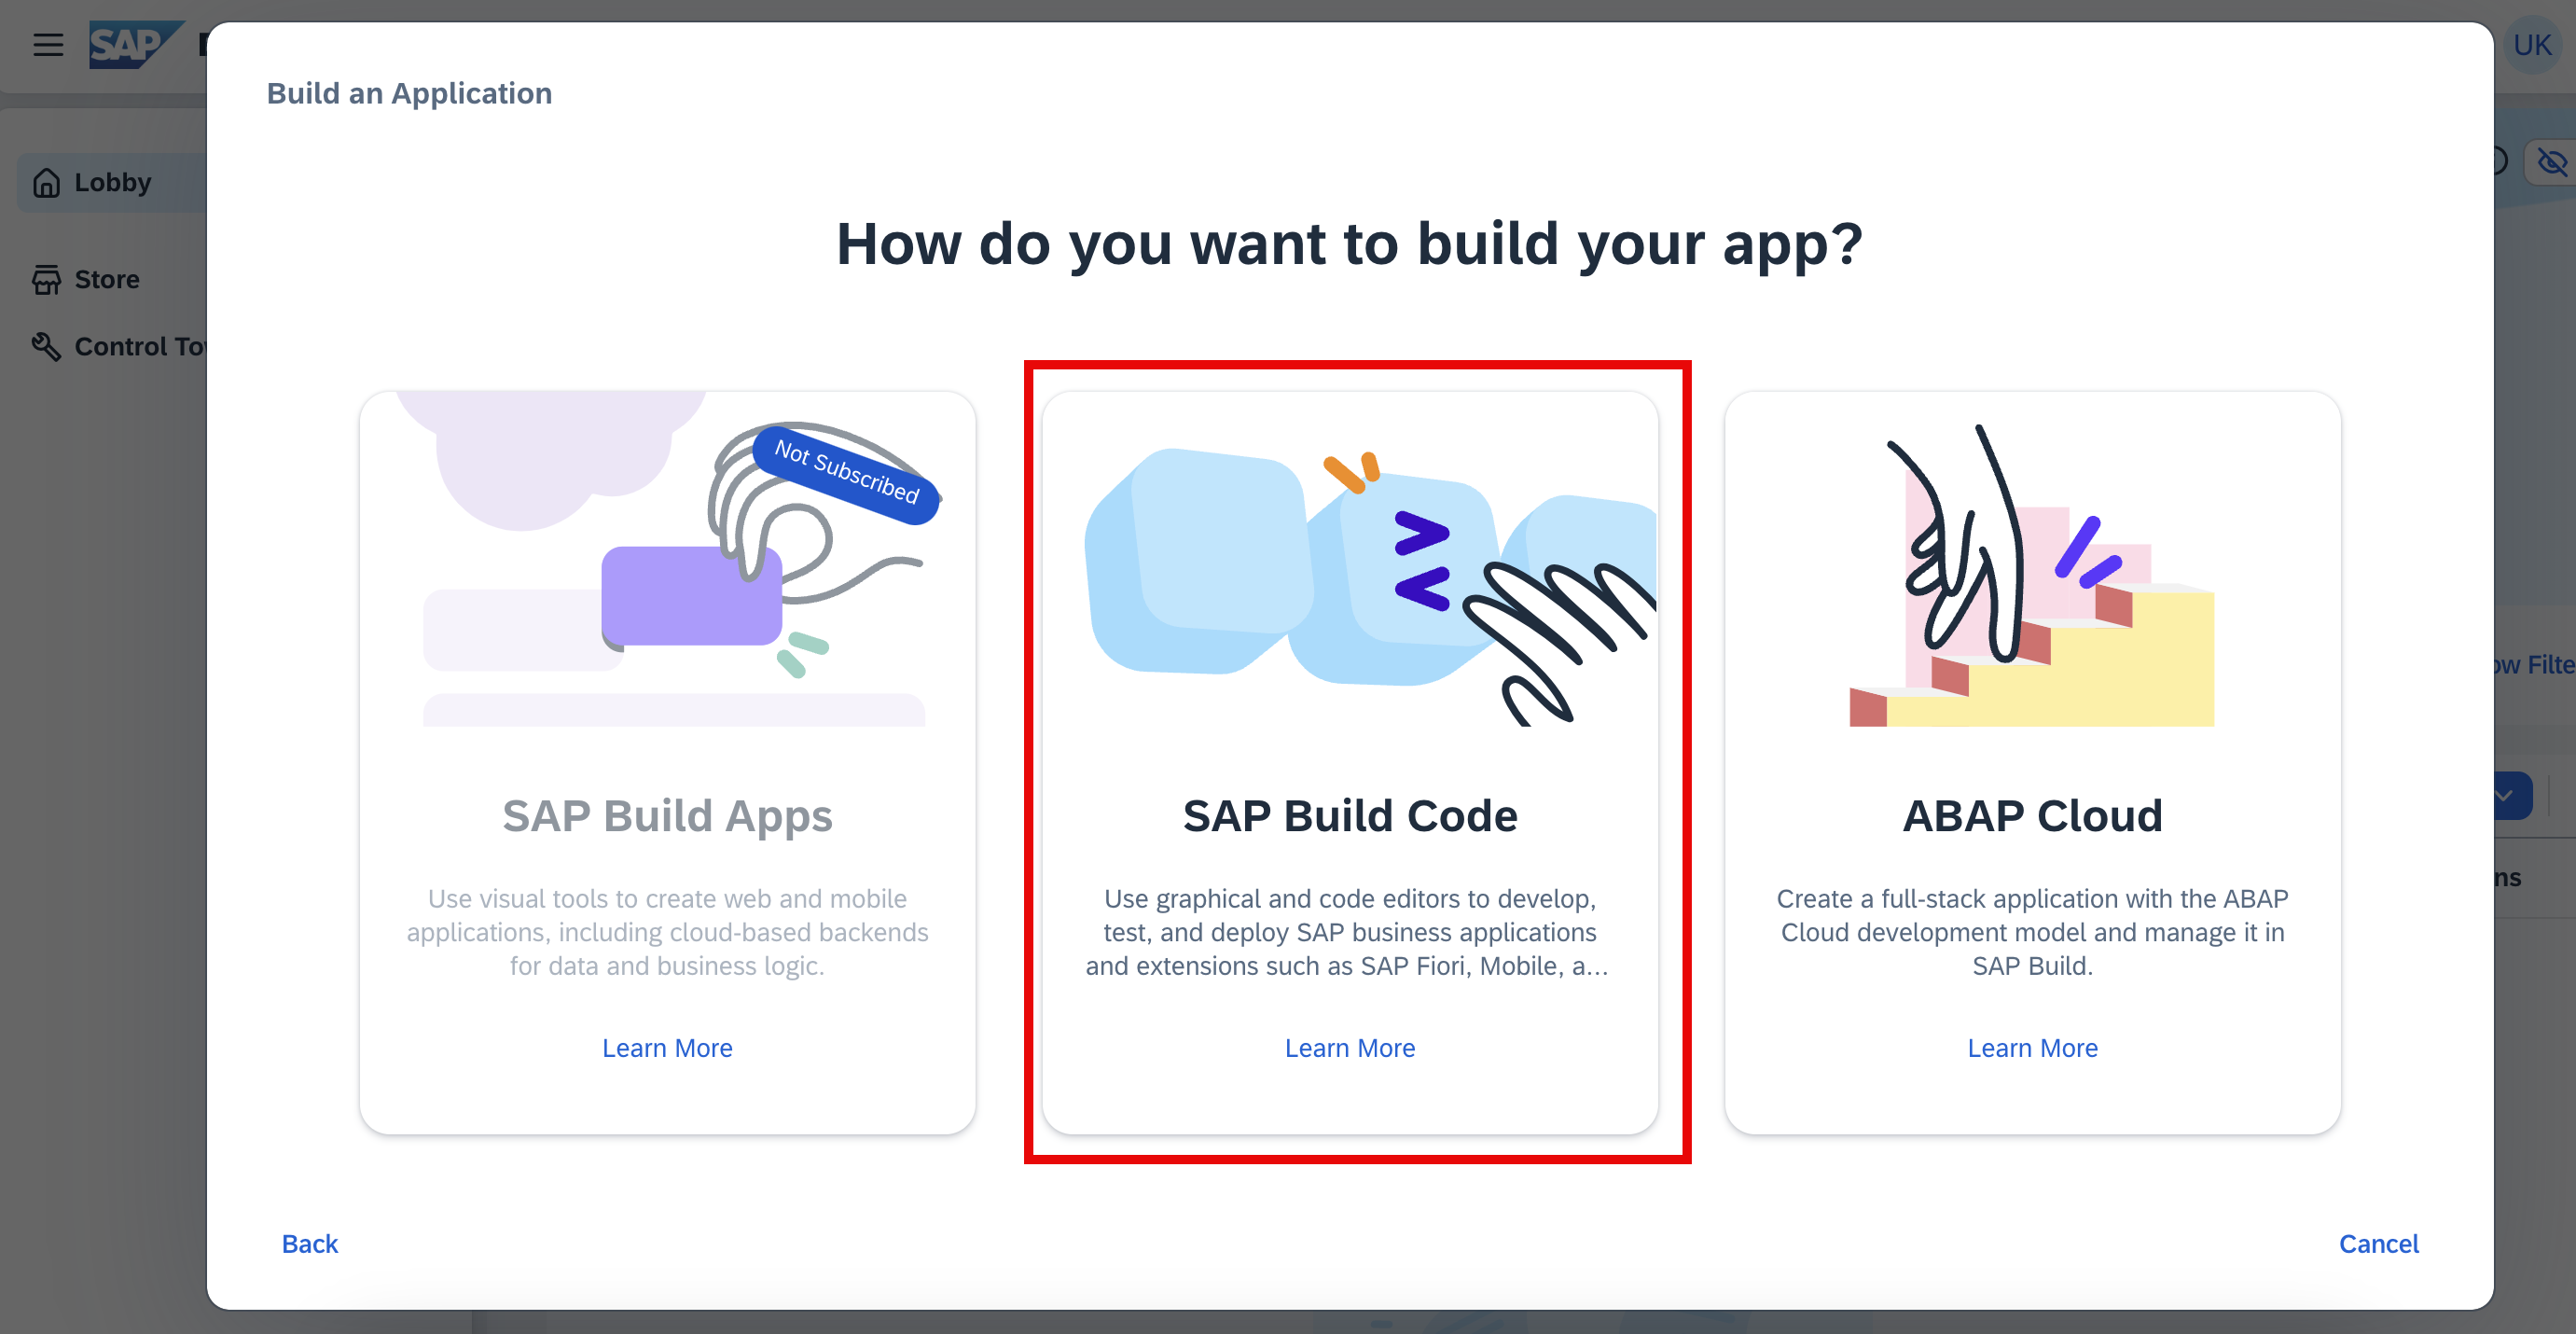 SAP
UK
Build an Application
Lobby
Store
Control To
How do you want to build your app?
Not Subscribed
SAP Build Apps
Use visual tools to create web and mobile
applications, including cloud-based backends
for data and business logic.
Learn More
SAP Build Code
Use graphical and code editors to develop,
test, and deploy SAP business applications
and extensions such as SAP Fiori, Mobile, a...
Learn More
ABAP Cloud
Create a full-stack application with the ABAP
Cloud development model and manage it in
SAP Build.
Learn More
ow Filte
ns
Back
Cancel